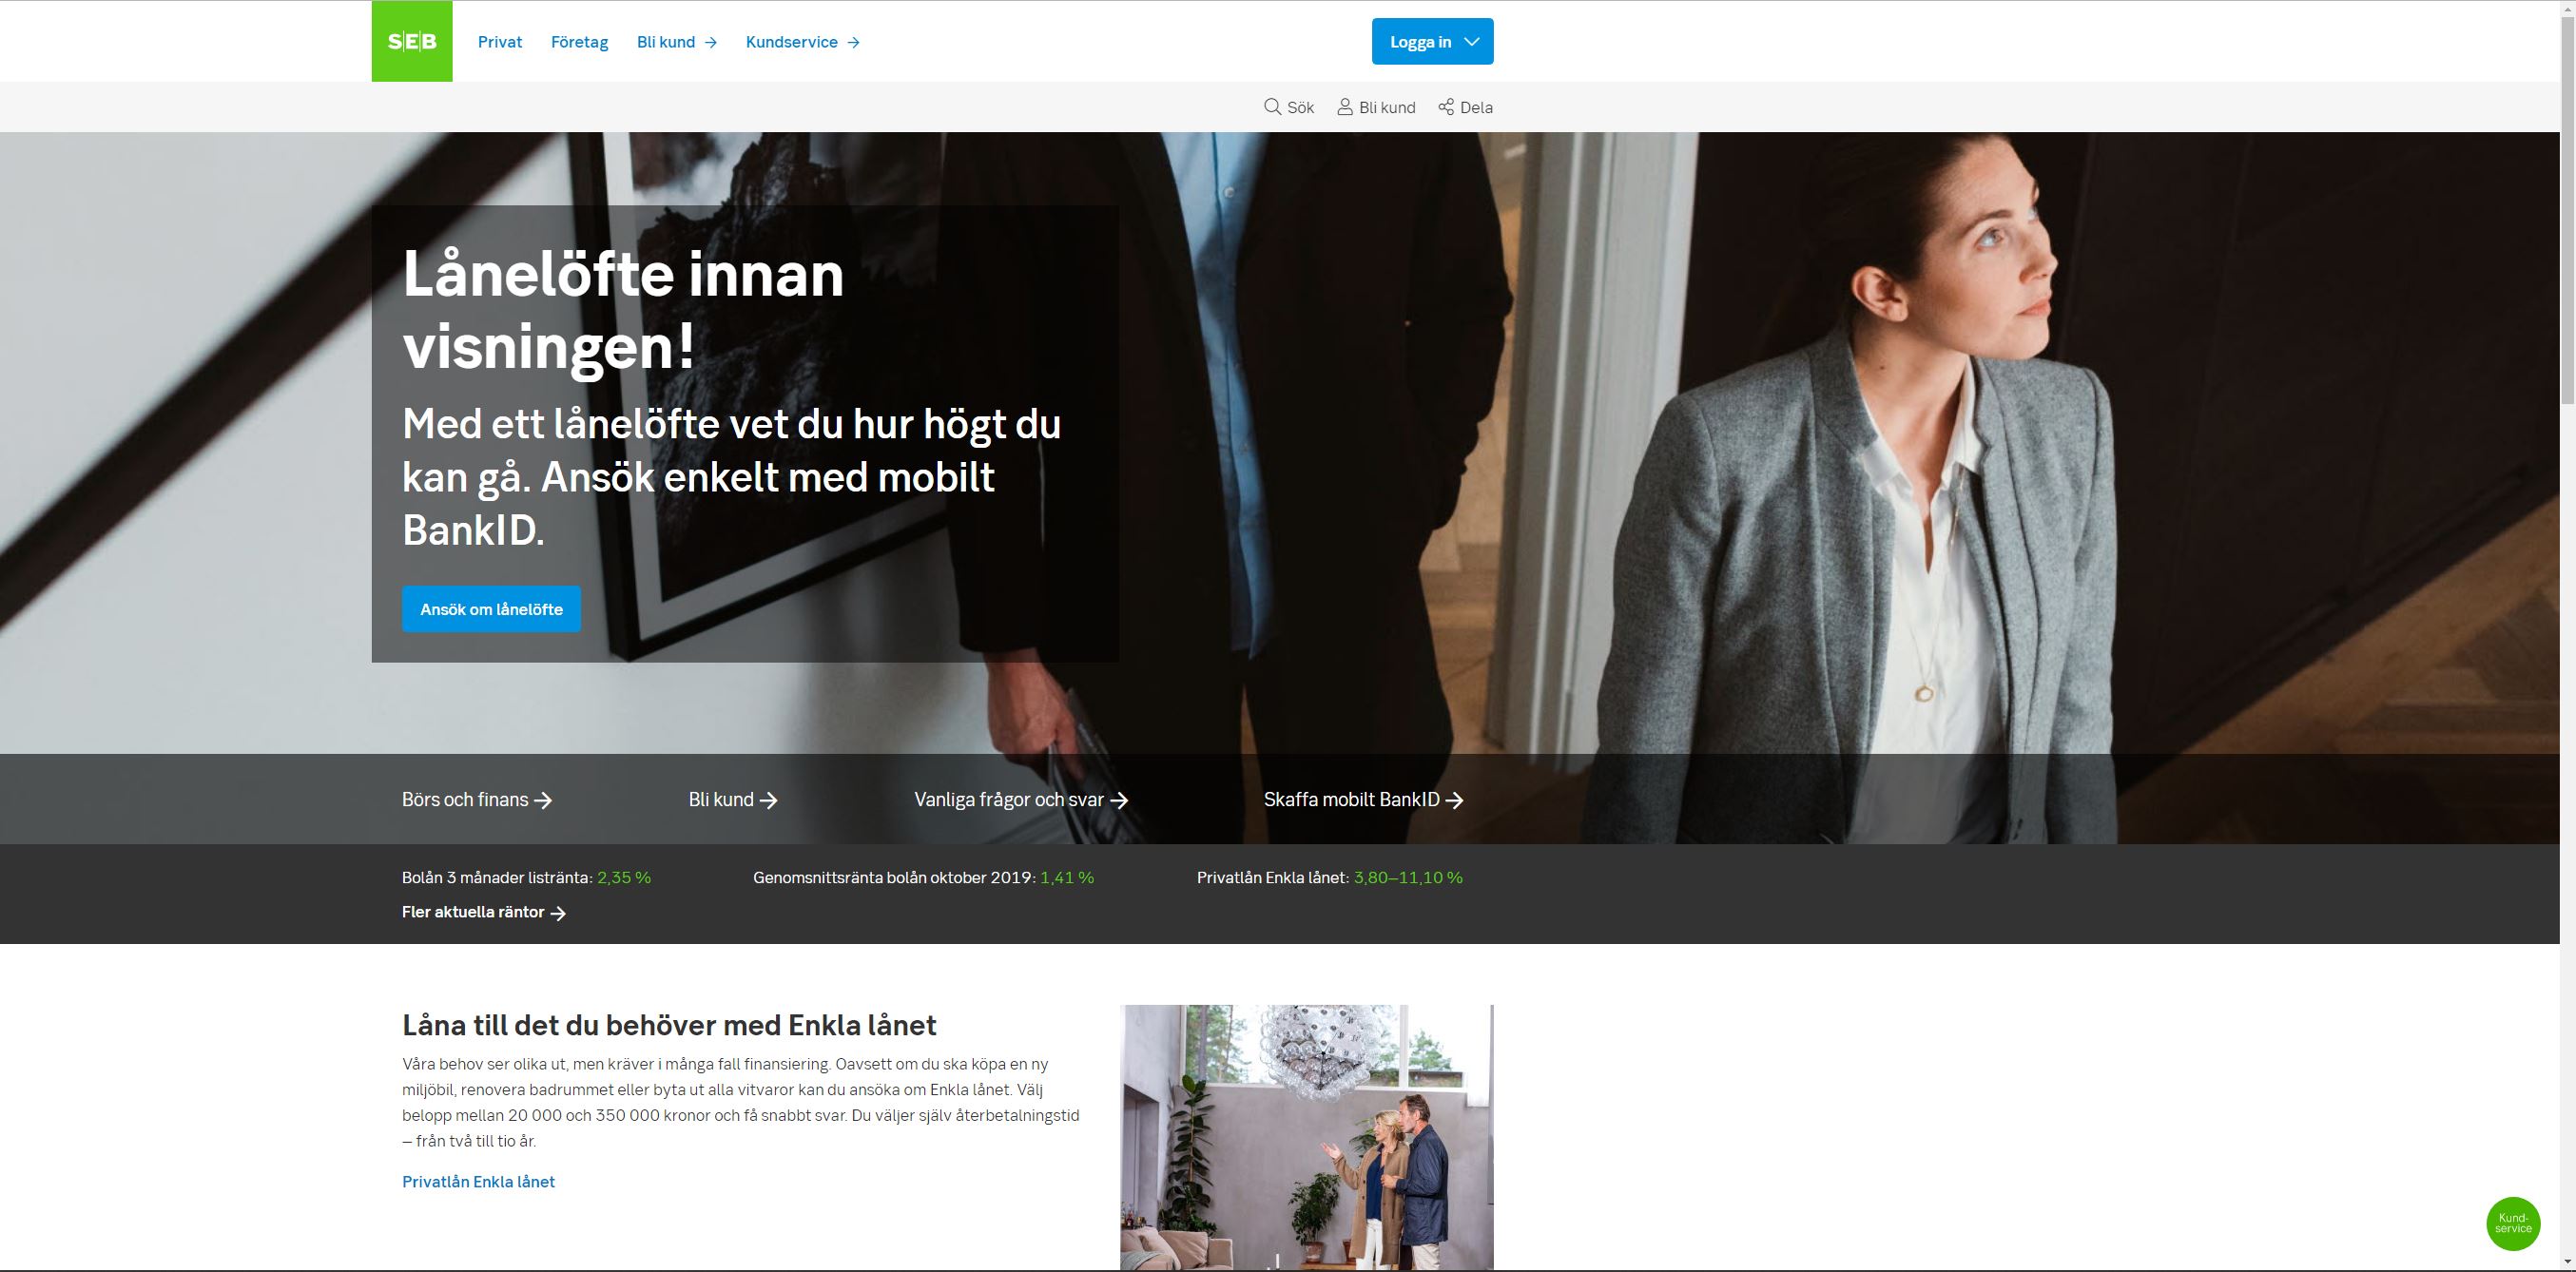 SEB
Privat
Företag
Bli kund
Kundservice
Logga in
Sök
Bli kund
Dela
Lånelöfte innan
visningen!
Med ett lånelöfte vet du hur högt du
kan gå. Ansök enkelt med mobilt
BankID.
Ansök om lånelöfte
Börs och finans
Bli kund
Vanliga frågor och svar
Skaffa mobilt BankID
Bolån 3 månader listränta: 2,35 %
Genomsnittsränta bolån oktober 2019: 1,41 %
Privatlån Enkla lånet: 3,80–11,10 %
Fler aktuella räntor
Låna till det du behöver med Enkla lånet
Våra behov ser olika ut, men kräver i många fall finansiering. Oavsett om du ska köpa en ny
miljöbil, renovera badrummet eller byta ut alla vitvaror kan du ansöka om Enkla lånet. Välj
belopp mellan 20 000 och 350 000 kronor och få snabbt svar. Du väljer själv återbetalningstid
– från två till tio år.
Privatlån Enkla lånet
Kund-
service